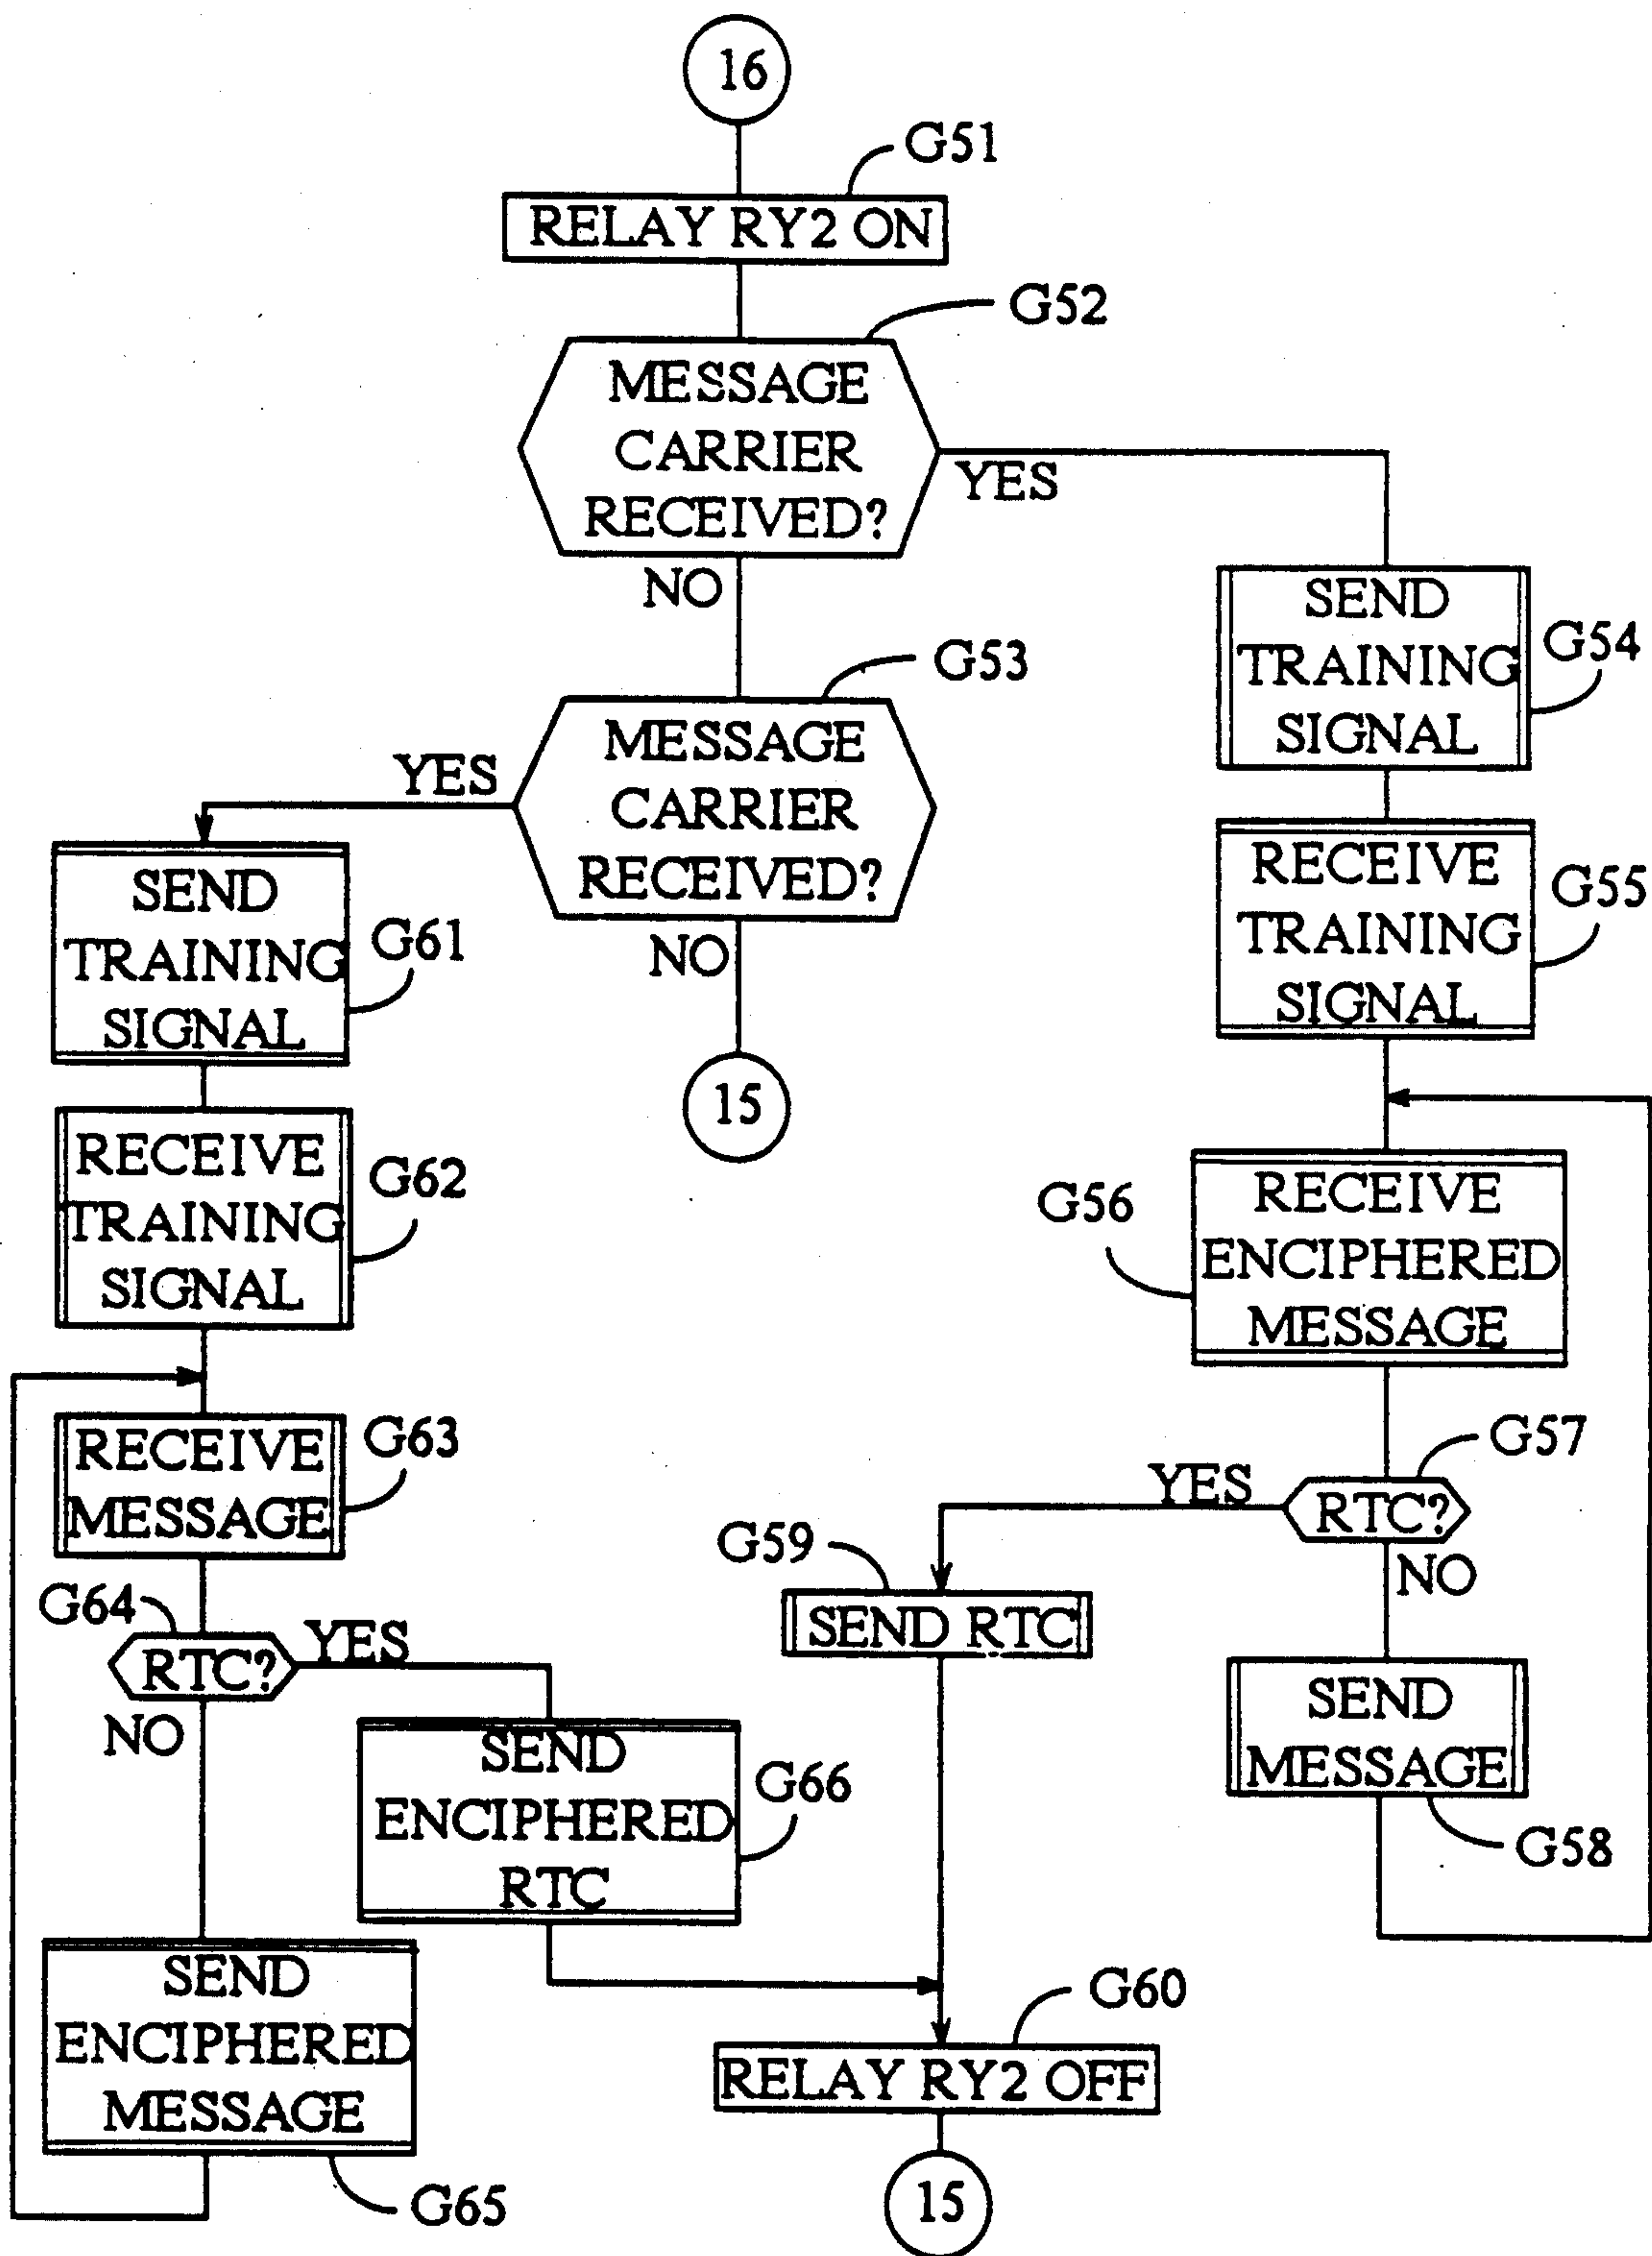 16
G51
RELAY RY2 ON
G52
MESSAGE
CARRIER
RECEIVED?
YES
NO
SEND
TRAINING
SIGNAL
G54
G53
MESSAGE
CARRIER
RECEIVED?
YES
NO
RECEIVE
TRAINING
SIGNAL
G55
SEND
TRAINING
SIGNAL
G61
15
RECEIVE
TRAINING
SIGNAL
G62
G56
RECEIVE
ENCIPHERED
MESSAGE
RECEIVE
MESSAGE
G63
G57
RTC?
YES
NO
G59
SEND RTC
G64
RTC?
YES
NO
SEND
MESSAGE
G58
SEND
ENCIPHERED
RTC
G66
SEND
ENCIPHERED
MESSAGE
G65
G60
RELAY RY2 OFF
15